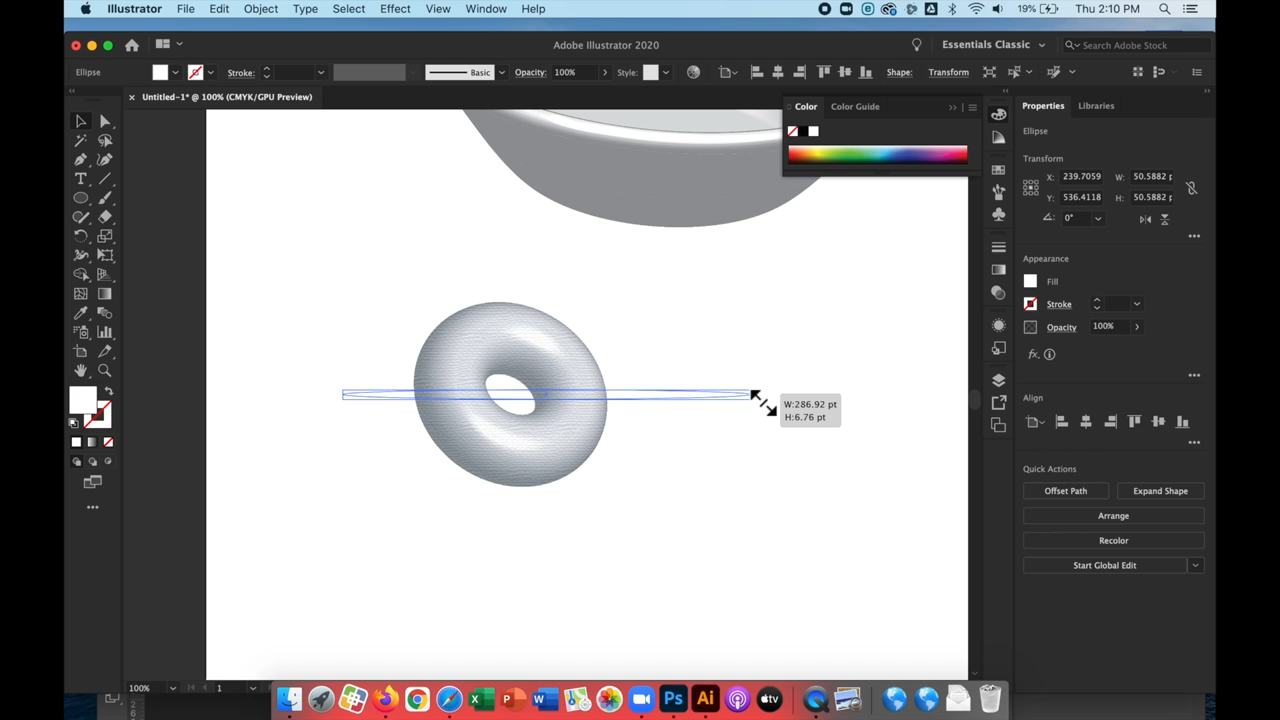 Illustrator File Edit Object Type Select Effect View Window Help 19% Thu 2:10 PM
Adobe Illustrator 2020 Essentials Classic Search Adobe Stock
Ellipse Stroke: Basic Opacity: 100% Style: Shape: Transform
× Untitled-1* @ 100% (CMYK/GPU Preview)
Color Color Guide
Properties Libraries
Ellipse
Transform
X: 239.7059 W: 50.5882 p
Y: 536.4118 H: 50.5882 p
0°
Appearance
Fill
Stroke
Opacity 100%
fx
W:286.92 pt
H:6.76 pt
Align
Quick Actions
Offset Path Expand Shape
Arrange
Recolor
Start Global Edit
100% 1
X P W Ps Ai tv